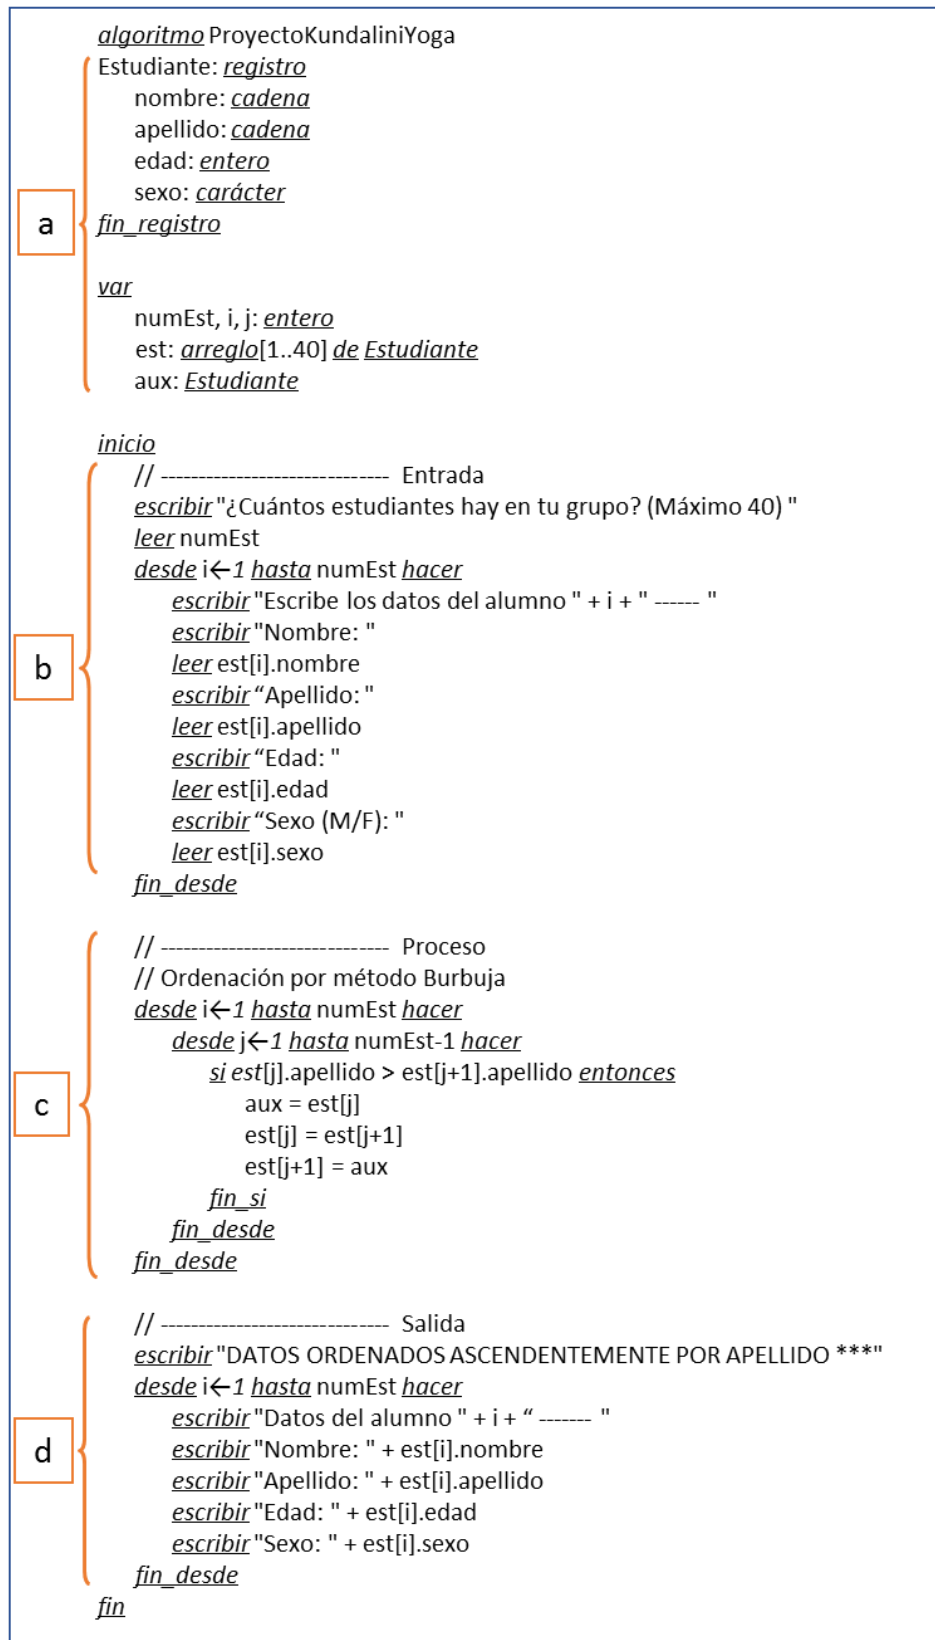 algoritmo ProyectoKundaliniYoga
a
Estudiante: registro
nombre: cadena
apellido: cadena
edad: entero
sexo: carácter
fin_registro
var
numEst, i, j: entero
est: arreglo[1..40] de Estudiante
aux: Estudiante
inicio
b
// ------------------------------ Entrada
escribir "¿Cuántos estudiantes hay en tu grupo? (Máximo 40) "
leer numEst
desde i←1 hasta numEst hacer
escribir "Escribe los datos del alumno " + i + " ------ "
escribir "Nombre: "
leer est[i].nombre
escribir “Apellido: "
leer est[i].apellido
escribir “Edad: "
leer est[i].edad
escribir “Sexo (M/F): "
leer est[i].sexo
fin_desde
c
// ------------------------------ Proceso
// Ordenación por método Burbuja
desde i←1 hasta numEst hacer
desde j←1 hasta numEst-1 hacer
si est[j].apellido > est[j+1].apellido entonces
aux = est[j]
est[j] = est[j+1]
est[j+1] = aux
fin_si
fin_desde
fin_desde
d
// ------------------------------ Salida
escribir "DATOS ORDENADOS ASCENDENTEMENTE POR APELLIDO ***"
desde i←1 hasta numEst hacer
escribir "Datos del alumno " + i + “ ------- "
escribir "Nombre: " + est[i].nombre
escribir "Apellido: " + est[i].apellido
escribir "Edad: " + est[i].edad
escribir "Sexo: " + est[i].sexo
fin_desde
fin